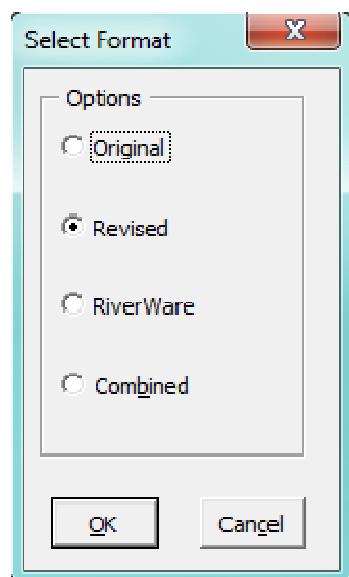 Select Format
Options
Original
Revised
RiverWare
Combined
OK
Cancel